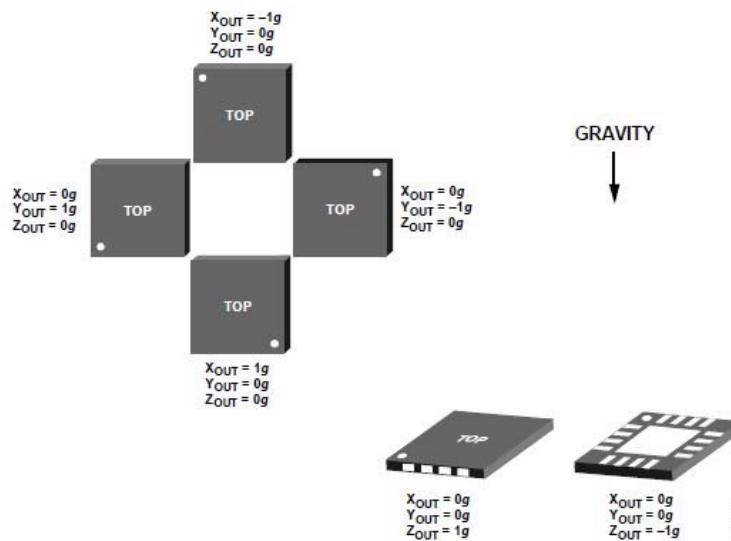 XOUT = –1g
YOUT = 0g
ZOUT = 0g
TOP
GRAVITY
XOUT = 0g
YOUT = 1g
ZOUT = 0g
TOP
TOP
XOUT = 0g
YOUT = –1g
ZOUT = 0g
TOP
XOUT = 1g
YOUT = 0g
ZOUT = 0g
TOP
XOUT = 0g
YOUT = 0g
ZOUT = 1g
XOUT = 0g
YOUT = 0g
ZOUT = –1g